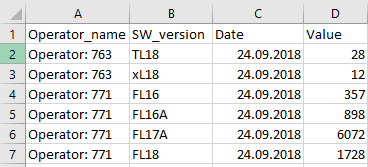 A B C D
1 Operator_name SW_version Date Value
2 Operator: 763 TL18 24.09.2018 28
3 Operator: 763 xL18 24.09.2018 12
4 Operator: 771 FL16 24.09.2018 357
5 Operator: 771 FL16A 24.09.2018 898
6 Operator: 771 FL17A 24.09.2018 6072
7 Operator: 771 FL18 24.09.2018 1728